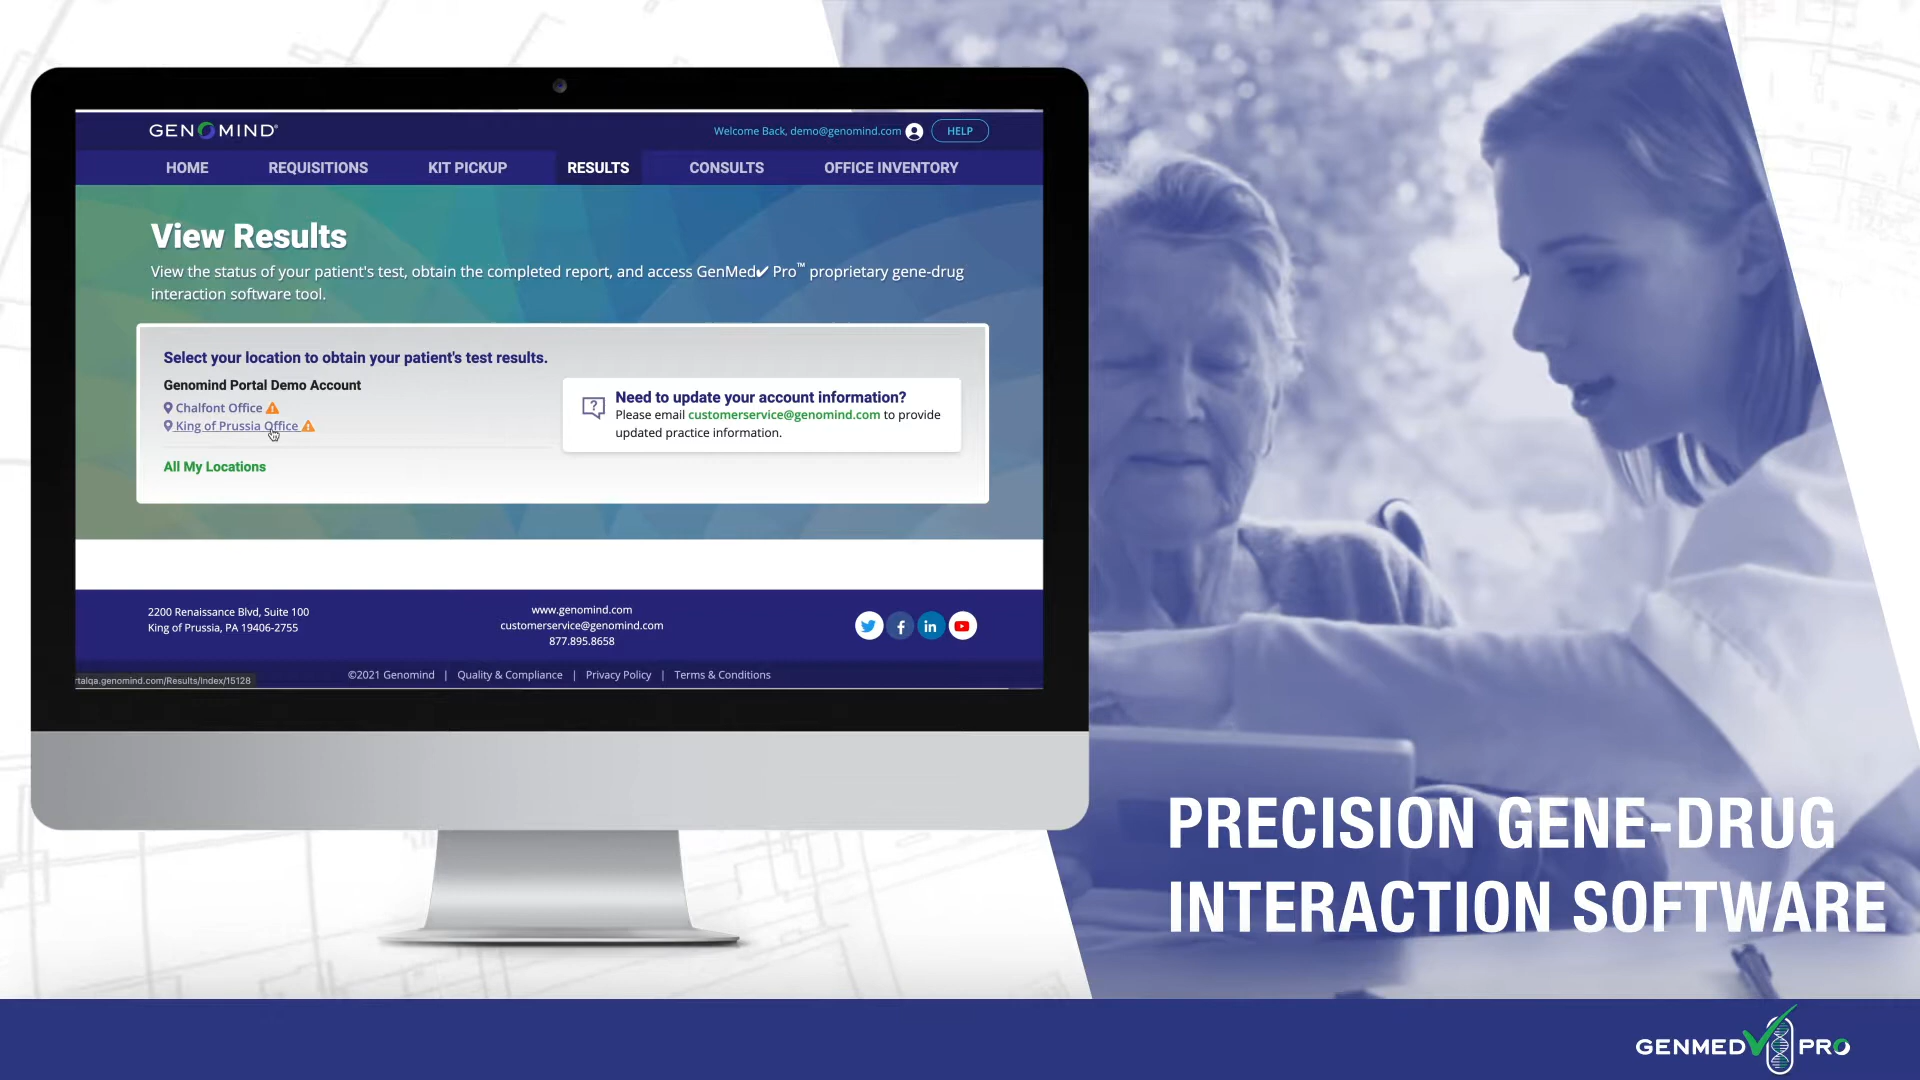 GENOMIND®
Welcome Back, demo@genomind.com
HELP
HOME
REQUISITIONS
KIT PICKUP
RESULTS
CONSULTS
OFFICE INVENTORY
View Results
View the status of your patient's test, obtain the completed report, and access GenMed✔ Pro™ proprietary gene-drug
interaction software tool.
Select your location to obtain your patient's test results.
Genomind Portal Demo Account
Chalfont Office
King of Prussia Office
All My Locations
Need to update your account information?
Please email customerservice@genomind.com to provide
updated practice information.
2200 Renaissance Blvd, Suite 100
King of Prussia, PA 19406-2755
www.genomind.com
customerservice@genomind.com
877.895.8658
©2021 Genomind | Quality & Compliance | Privacy Policy | Terms & Conditions
rtalqa.genomind.com/Results/Index/15128
PRECISION GENE-DRUG
INTERACTION SOFTWARE
GENMED PRO